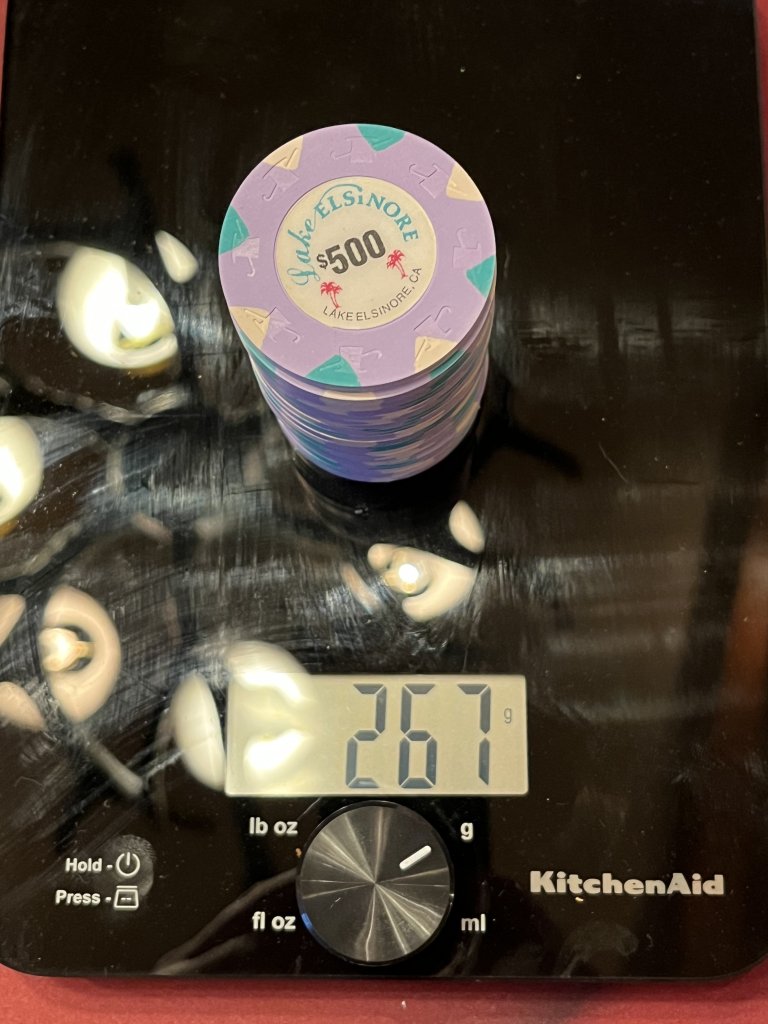 Lake ELSiNORE
$500
LAKE ELSINORE, CA
267 g
lb oz
g
Hold -
Press -
KitchenAid
fl oz
ml